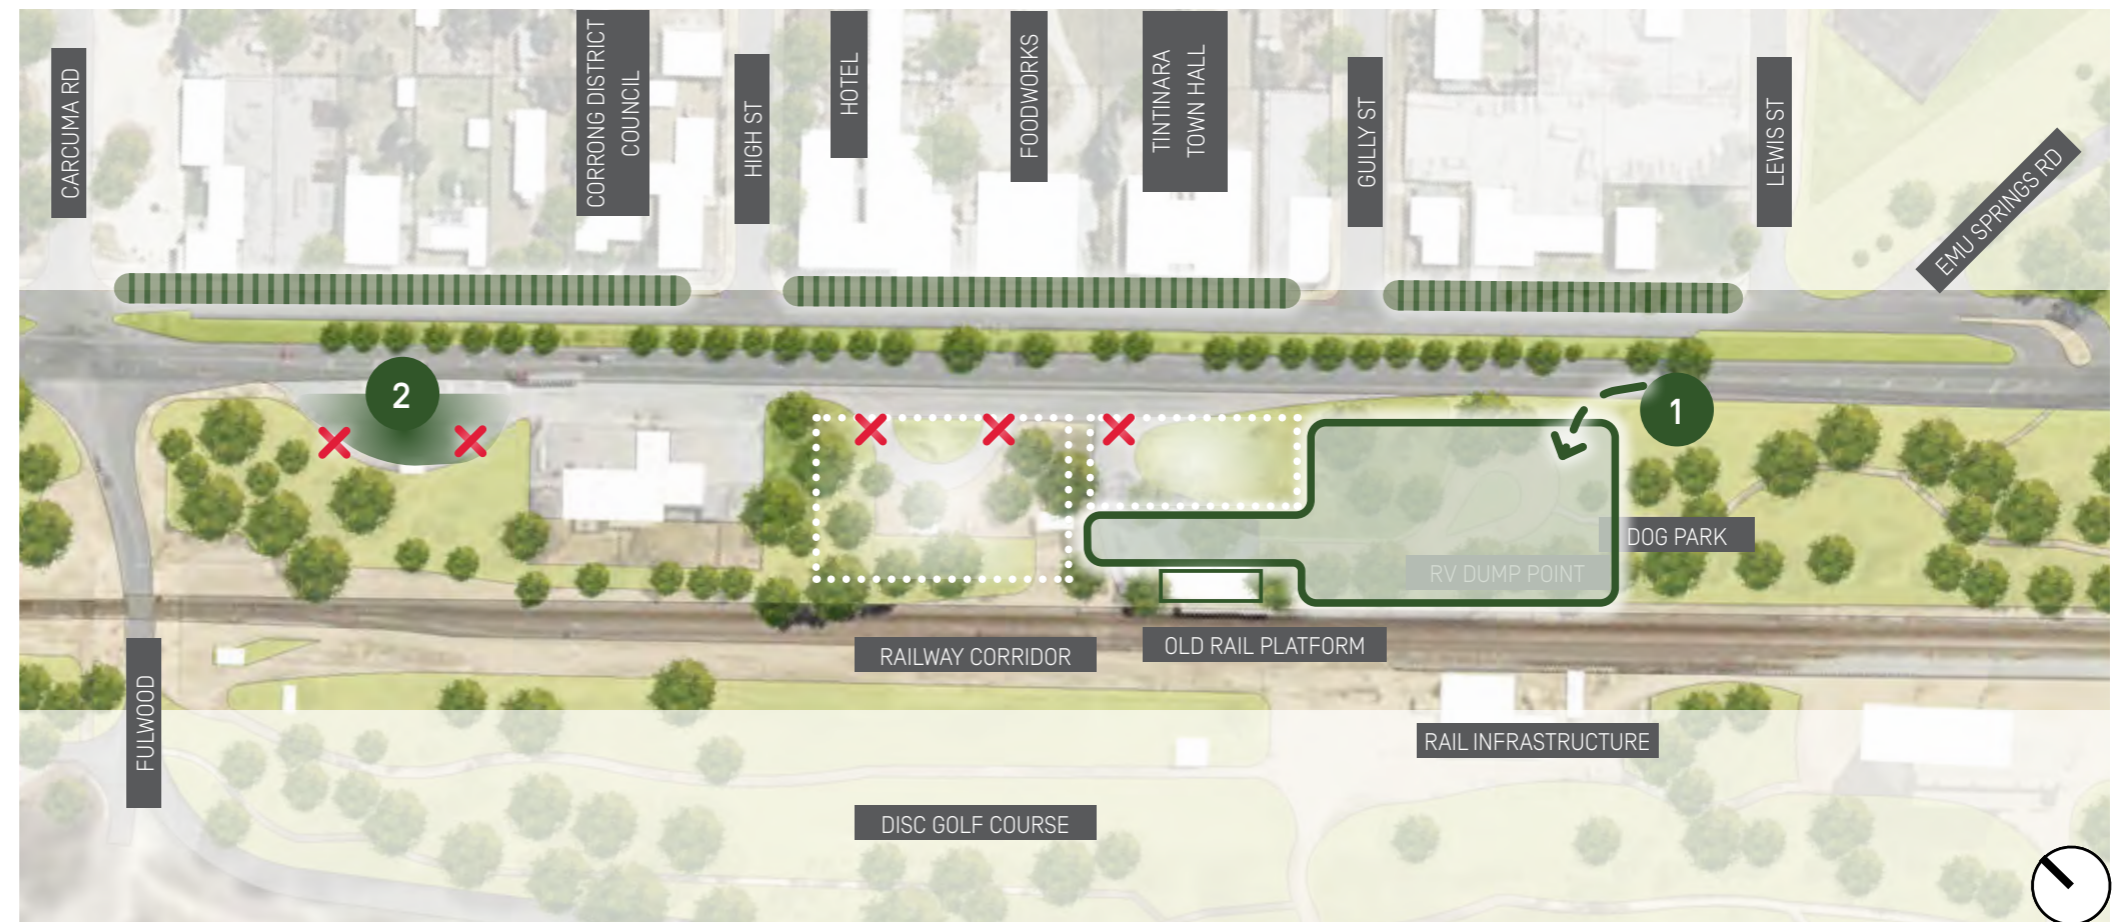 CARCUMA RD
CORRONG DISTRICT
COUNCIL
HIGH ST
HOTEL
FOODWORKS
TINTINARA
TOWN HALL
GULLY ST
LEWIS ST
EMU SPRINGS RD
2
1
DOG PARK
RV DUMP POINT
OLD RAIL PLATFORM
RAILWAY CORRIDOR
FULWOOD
RAIL INFRASTRUCTURE
DISC GOLF COURSE